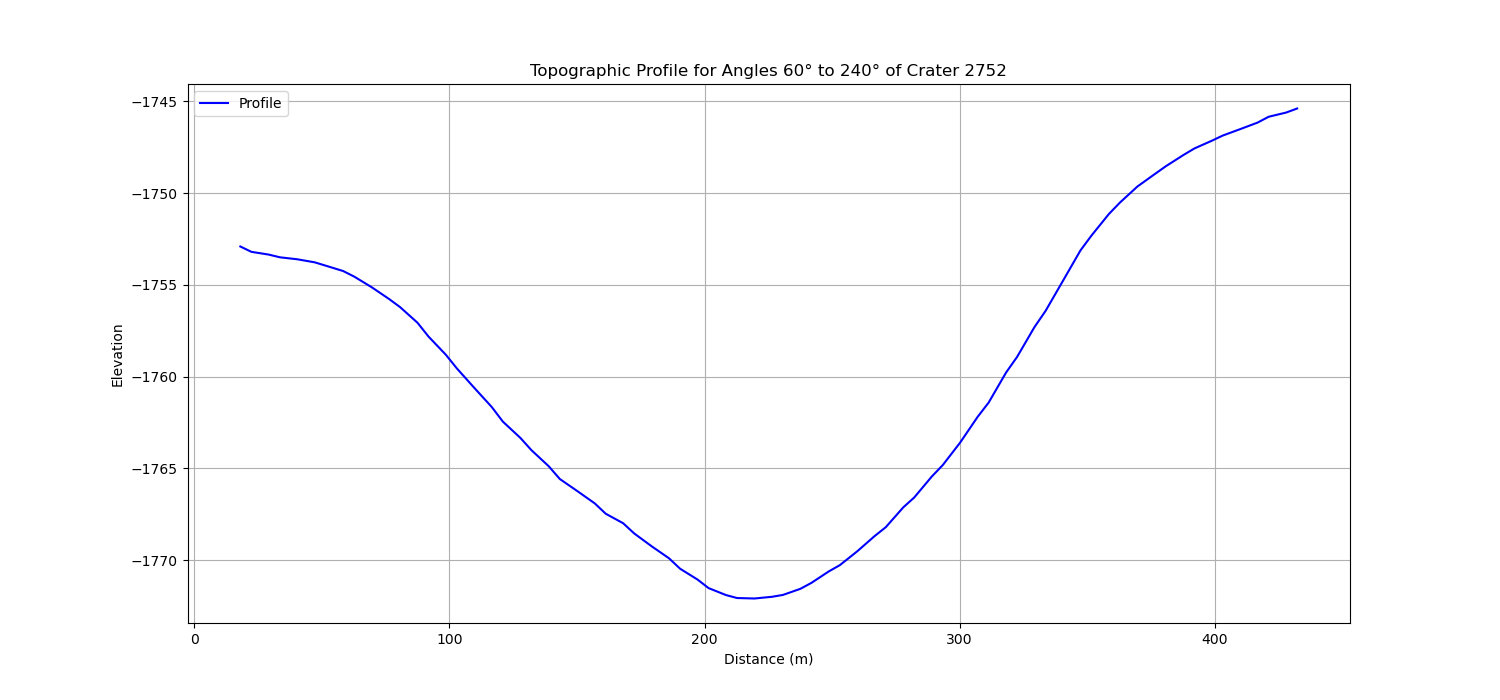 Topographic Profile for Angles 60° to 240° of Crater 2752
Profile
−1745
−1750
−1755
−1760
−1765
−1770
Elevation
0 100 200 300 400
Distance (m)